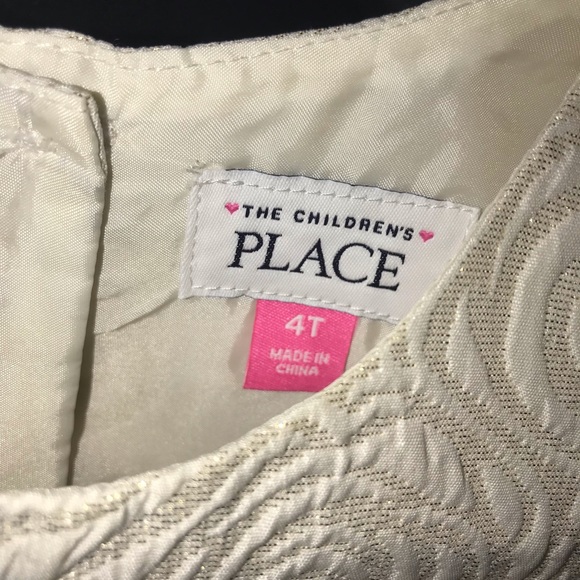 THE CHILDREN'S
PLACE
4T
MADE IN
CHINA